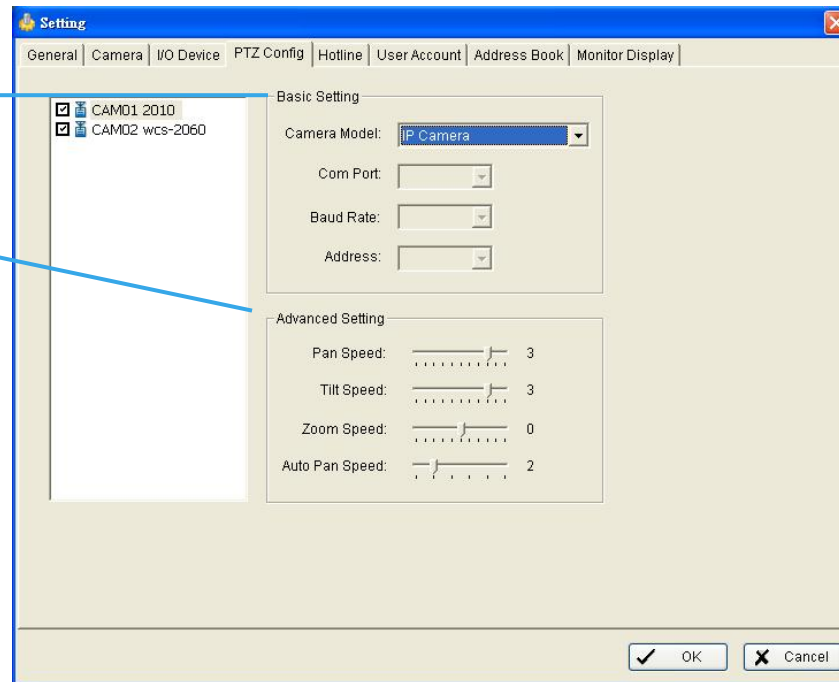 Setting
General Camera I/O Device PTZ Config Hotline User Account Address Book Monitor Display
CAM01 2010
CAM02 wcs-2060
Basic Setting
Camera Model: IP Camera
Com Port:
Baud Rate:
Address:
Advanced Setting
Pan Speed: 3
Tilt Speed: 3
Zoom Speed: 0
Auto Pan Speed: 2
OK Cancel